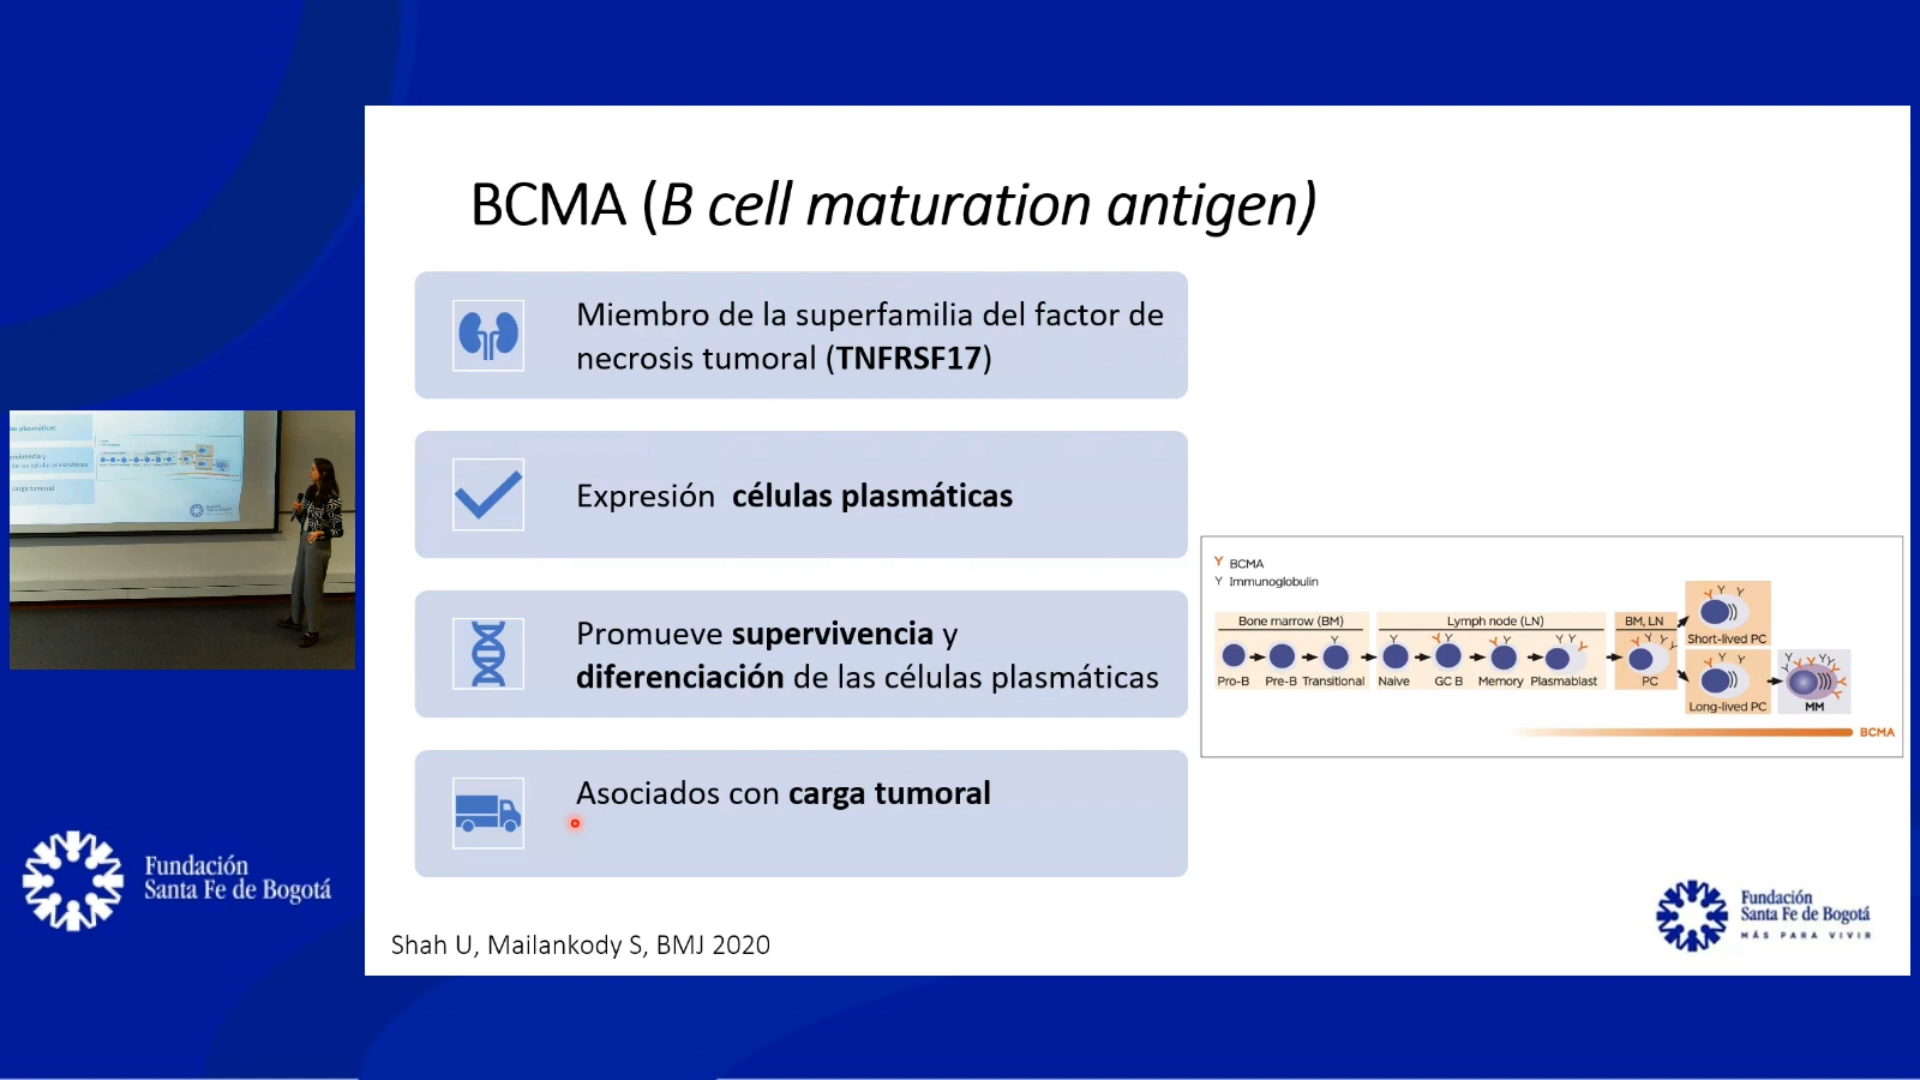 BCMA (B cell maturation antigen)
Miembro de la superfamilia del factor de
necrosis tumoral (TNFRSF17)
Expresión células plasmáticas
Promueve supervivencia y
diferenciación de las células plasmáticas
Asociados con carga tumoral
BCMA
Immunoglobulin
Bone marrow (BM)
Lymph node (LN)
BM, LN
Short-lived PC
Pro-B
Pre-B
Transitional
Naive
GC B
Memory
Plasmablast
PC
Long-lived PC
MM
BCMA
Shah U, Mailankody S, BMJ 2020
Fundación
Santa Fe de Bogotá
MÁS PARA VIVIR
Fundación
Santa Fe de Bogotá
carga tumoral